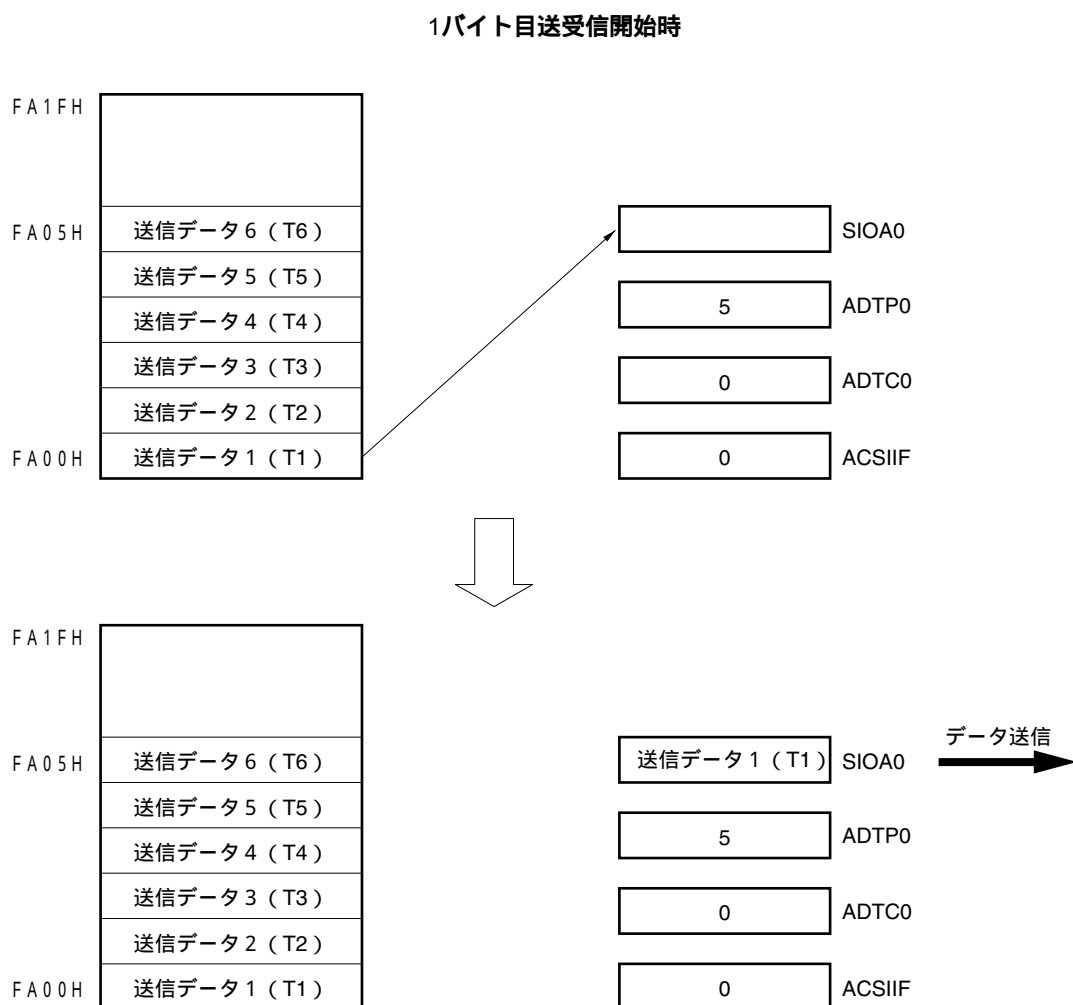 1バイト目送受信開始時
FA1FH
FA05H 送信データ6（T6） SIOA0
送信データ5（T5）
5 ADTP0
送信データ4（T4）
送信データ3（T3）
0 ADTC0
送信データ2（T2）
FA00H 送信データ1（T1） 0 ACSIIF
FA1FH
データ送信
FA05H 送信データ6（T6） 送信データ1（T1） SIOA0
送信データ5（T5）
5 ADTP0
送信データ4（T4）
送信データ3（T3）
0 ADTC0
送信データ2（T2）
FA00H 送信データ1（T1） 0 ACSIIF